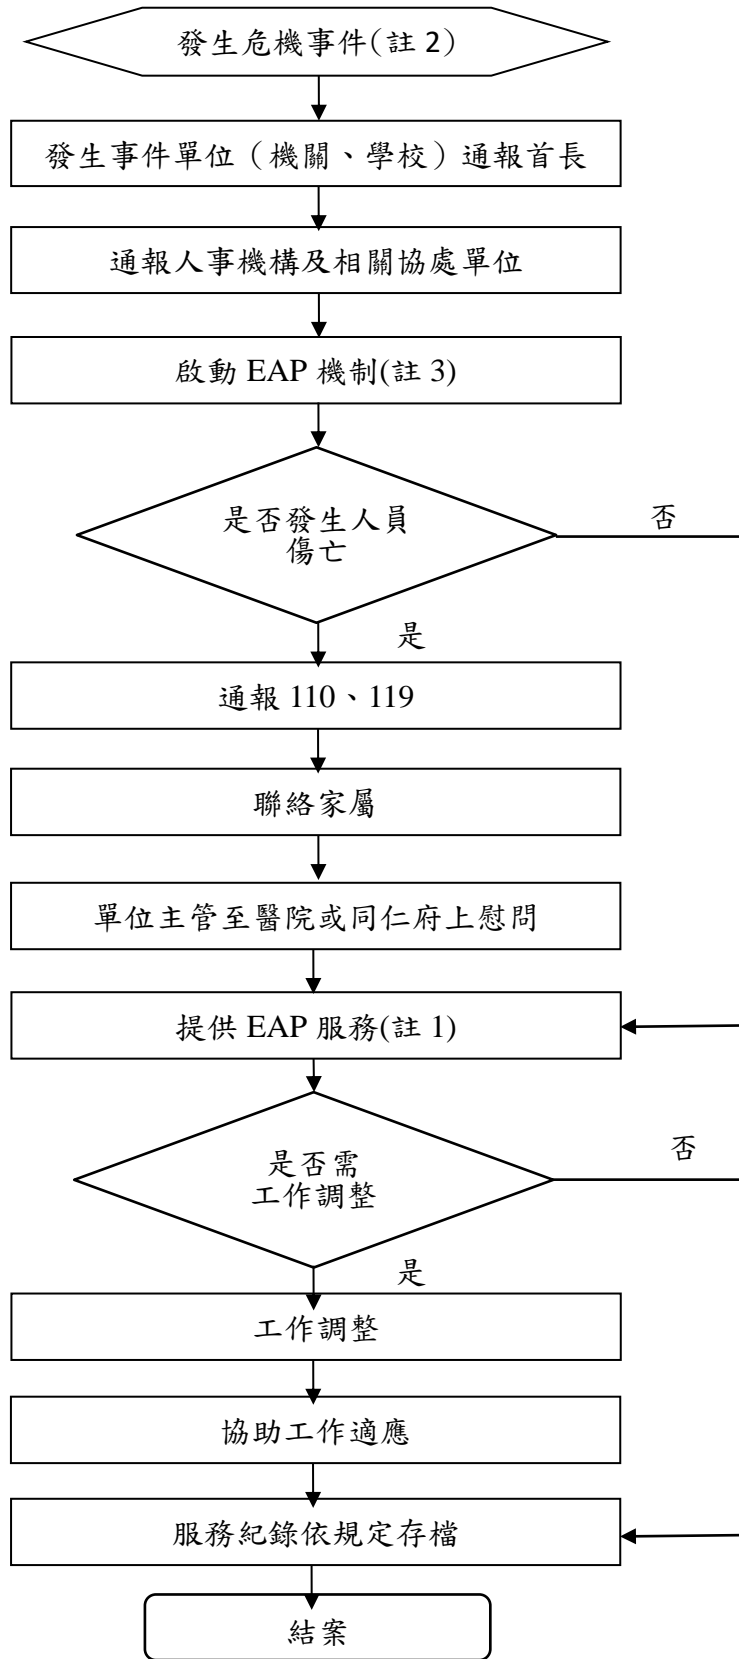 發生危機事件(註 2)
發生事件單位（機關、學校）通報首長
通報人事機構及相關協處單位
啟動 EAP 機制(註 3)
是否發生人員
傷亡
否
是
通報 110、119
聯絡家屬
單位主管至醫院或同仁府上慰問
提供 EAP 服務(註 1)
是否需
工作調整
否
是
工作調整
協助工作適應
服務紀錄依規定存檔
結案